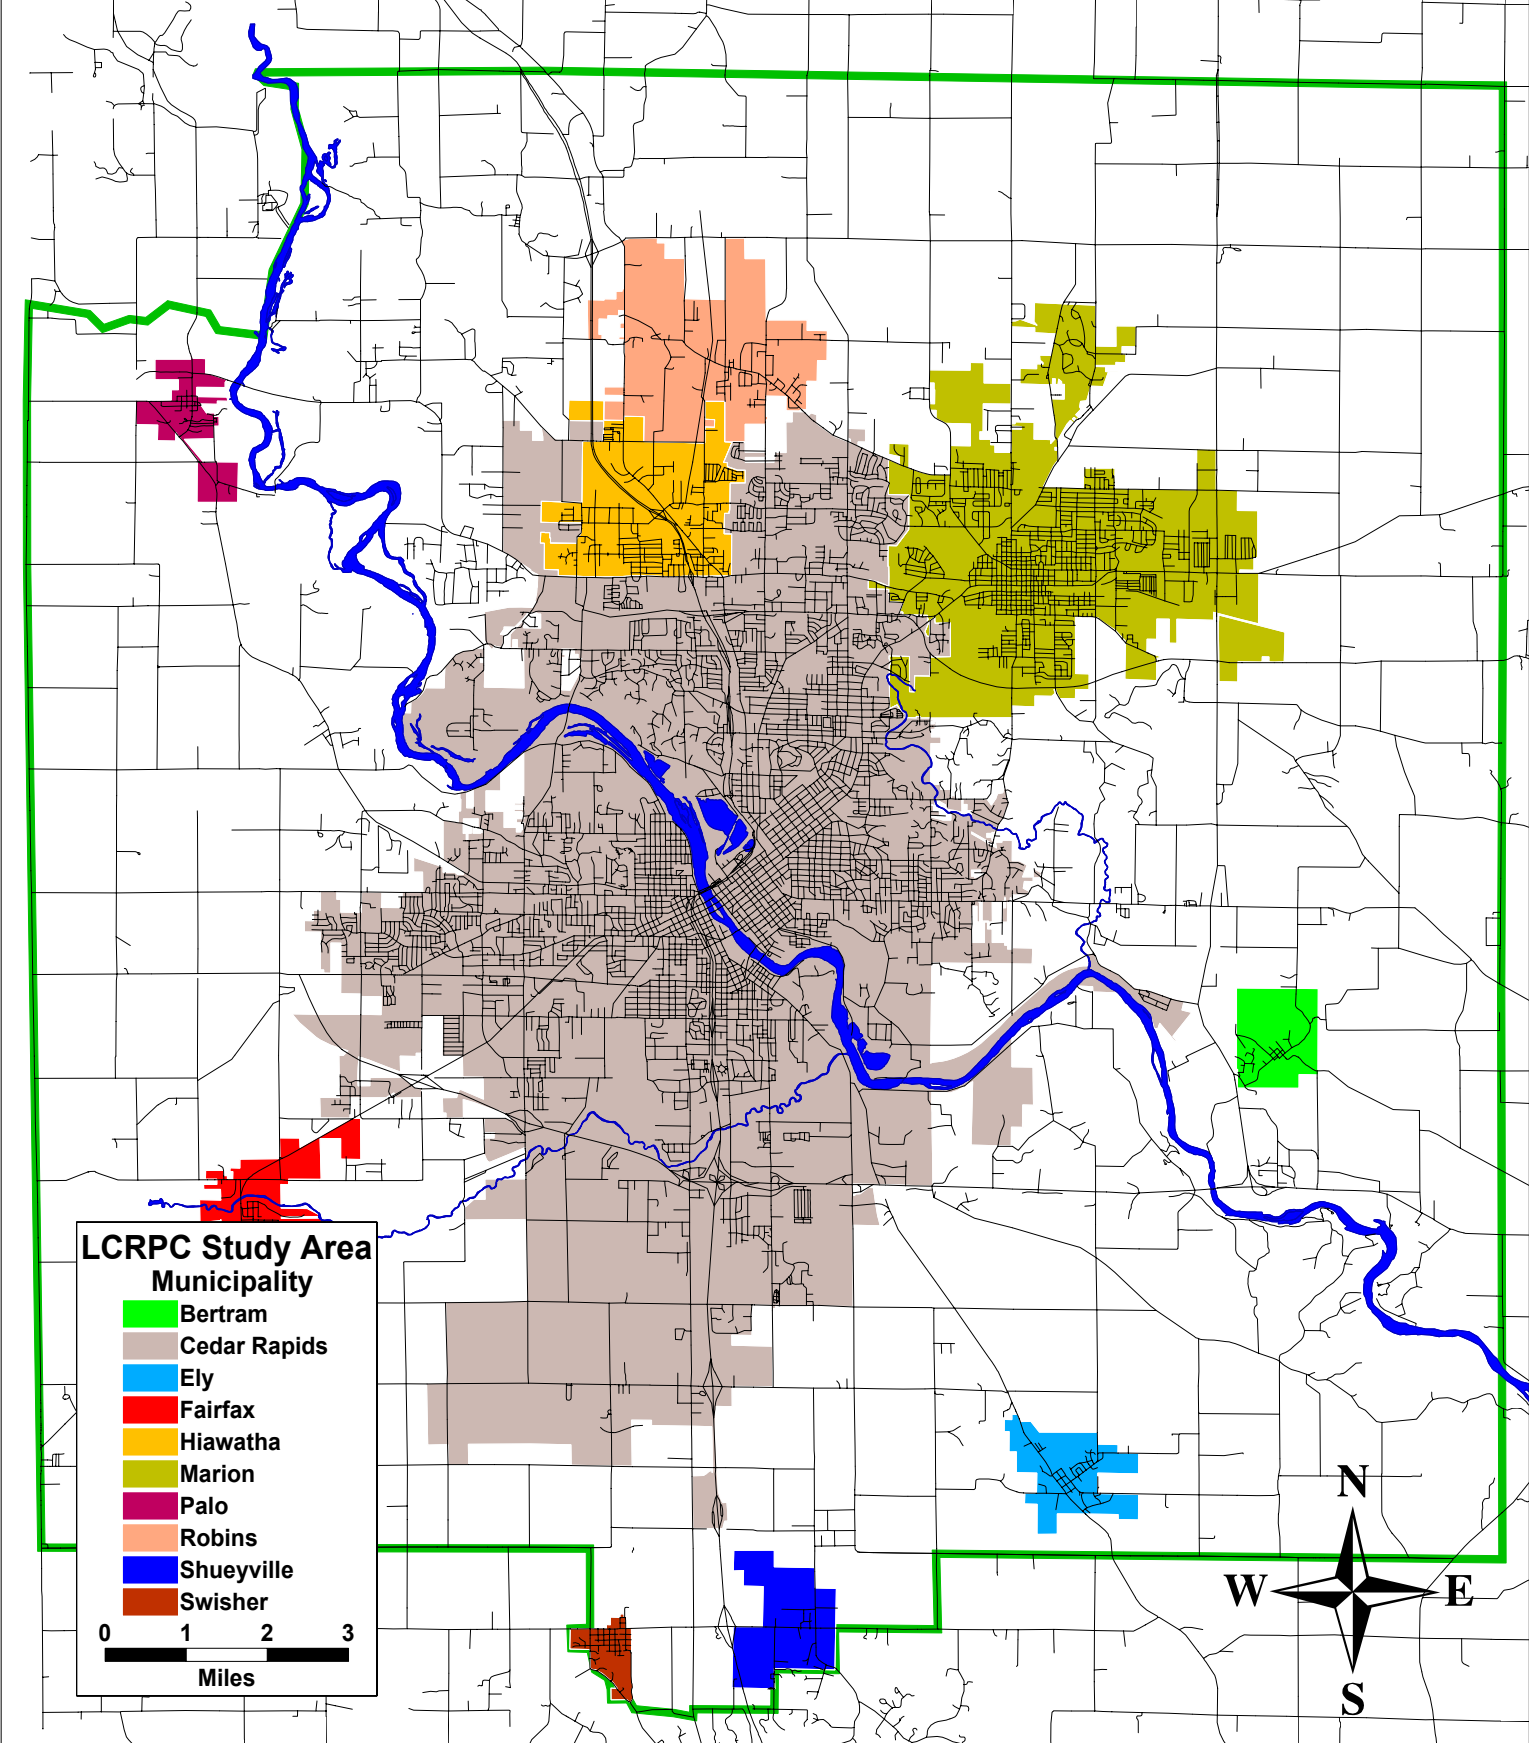 LCRPC Study Area
Municipality
Bertram
Cedar Rapids
Ely
Fairfax
Hiawatha
Marion
Palo
Robins
Shueyville
Swisher
0 1 2 3
Miles
N
W E
S